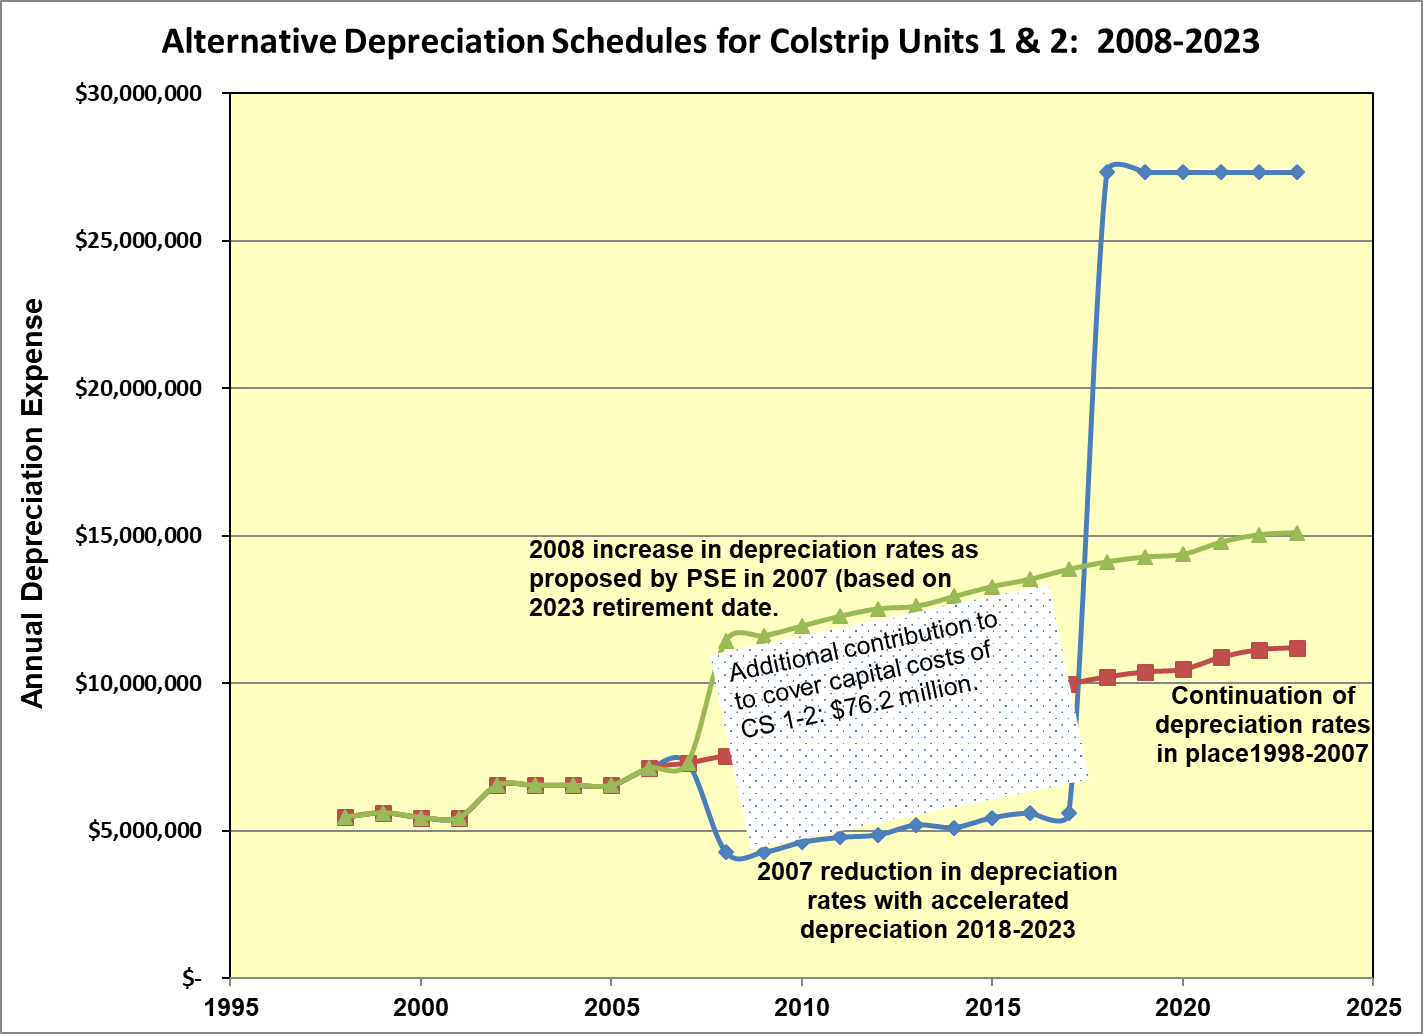 Alternative Depreciation Schedules for Colstrip Units 1 & 2:  2008-2023
Annual Depreciation Expense
$30,000,000
$25,000,000
$20,000,000
$15,000,000
$10,000,000
$5,000,000
$-
2008 increase in depreciation rates as
proposed by PSE in 2007 (based on
2023 retirement date.
Additional contribution to
to cover capital costs of
CS 1-2: $76.2 million.
Continuation of
depreciation rates
in place1998-2007
2007 reduction in depreciation
rates with accelerated
depreciation 2018-2023
1995
2000
2005
2010
2015
2020
2025